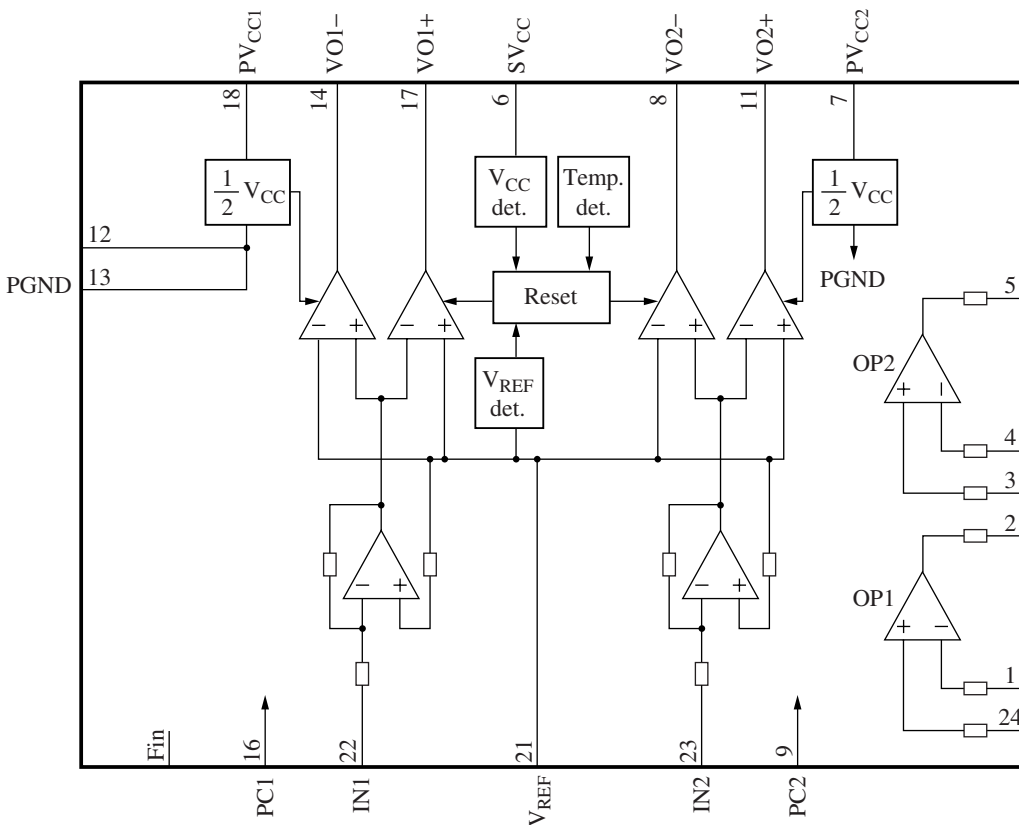 PVCC1
VO1−
VO1+
SVCC
VO2−
VO2+
PVCC2
18
14
17
6
8
11
7
1/2 VCC
VCC det.
Temp. det.
1/2 VCC
12
13
PGND
PGND
Reset
− +
− +
− +
− +
VREF det.
5
OP2
+ −
4
3
2
− +
− +
OP1
+ −
1
24
Fin
16
22
21
23
9
PC1
IN1
VREF
IN2
PC2